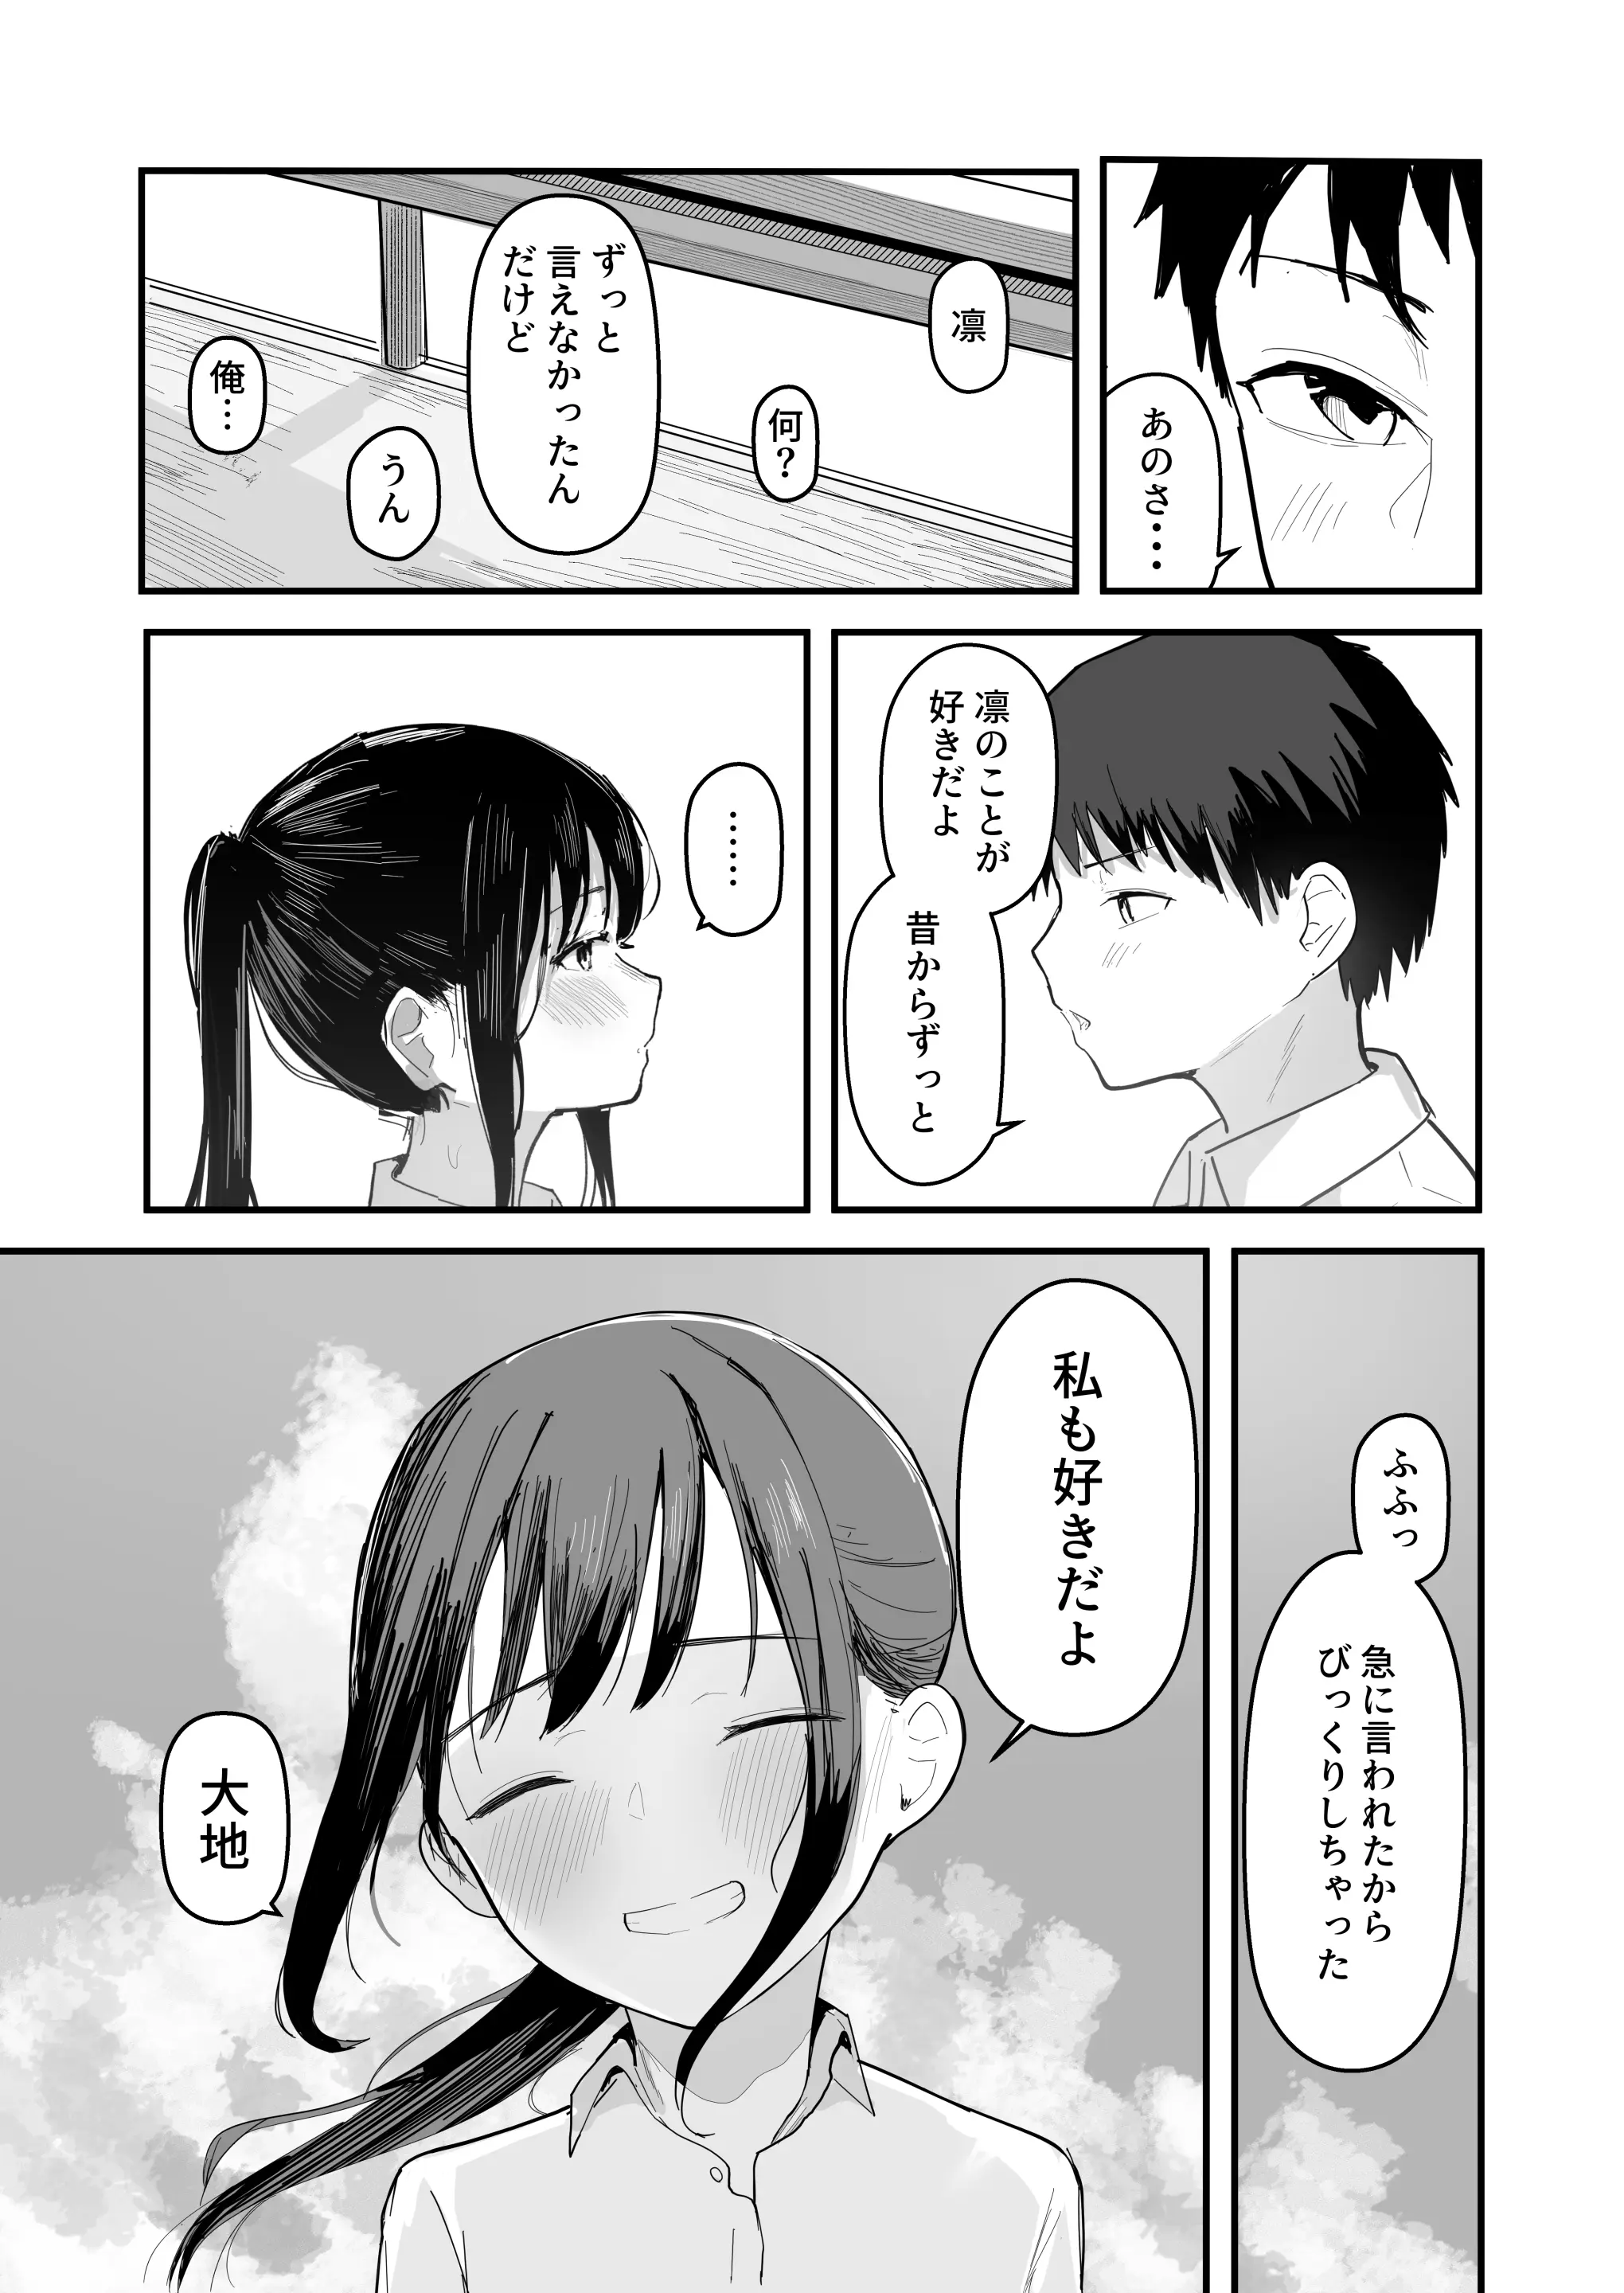 あのさ…
凛
何?
ずっと
言えなかったん
だけど
うん
俺…
凛のことが
好きだよ
昔からずっと
……
ふふっ
急に言われたから
びっくりしちゃった
私も好きだよ
大地